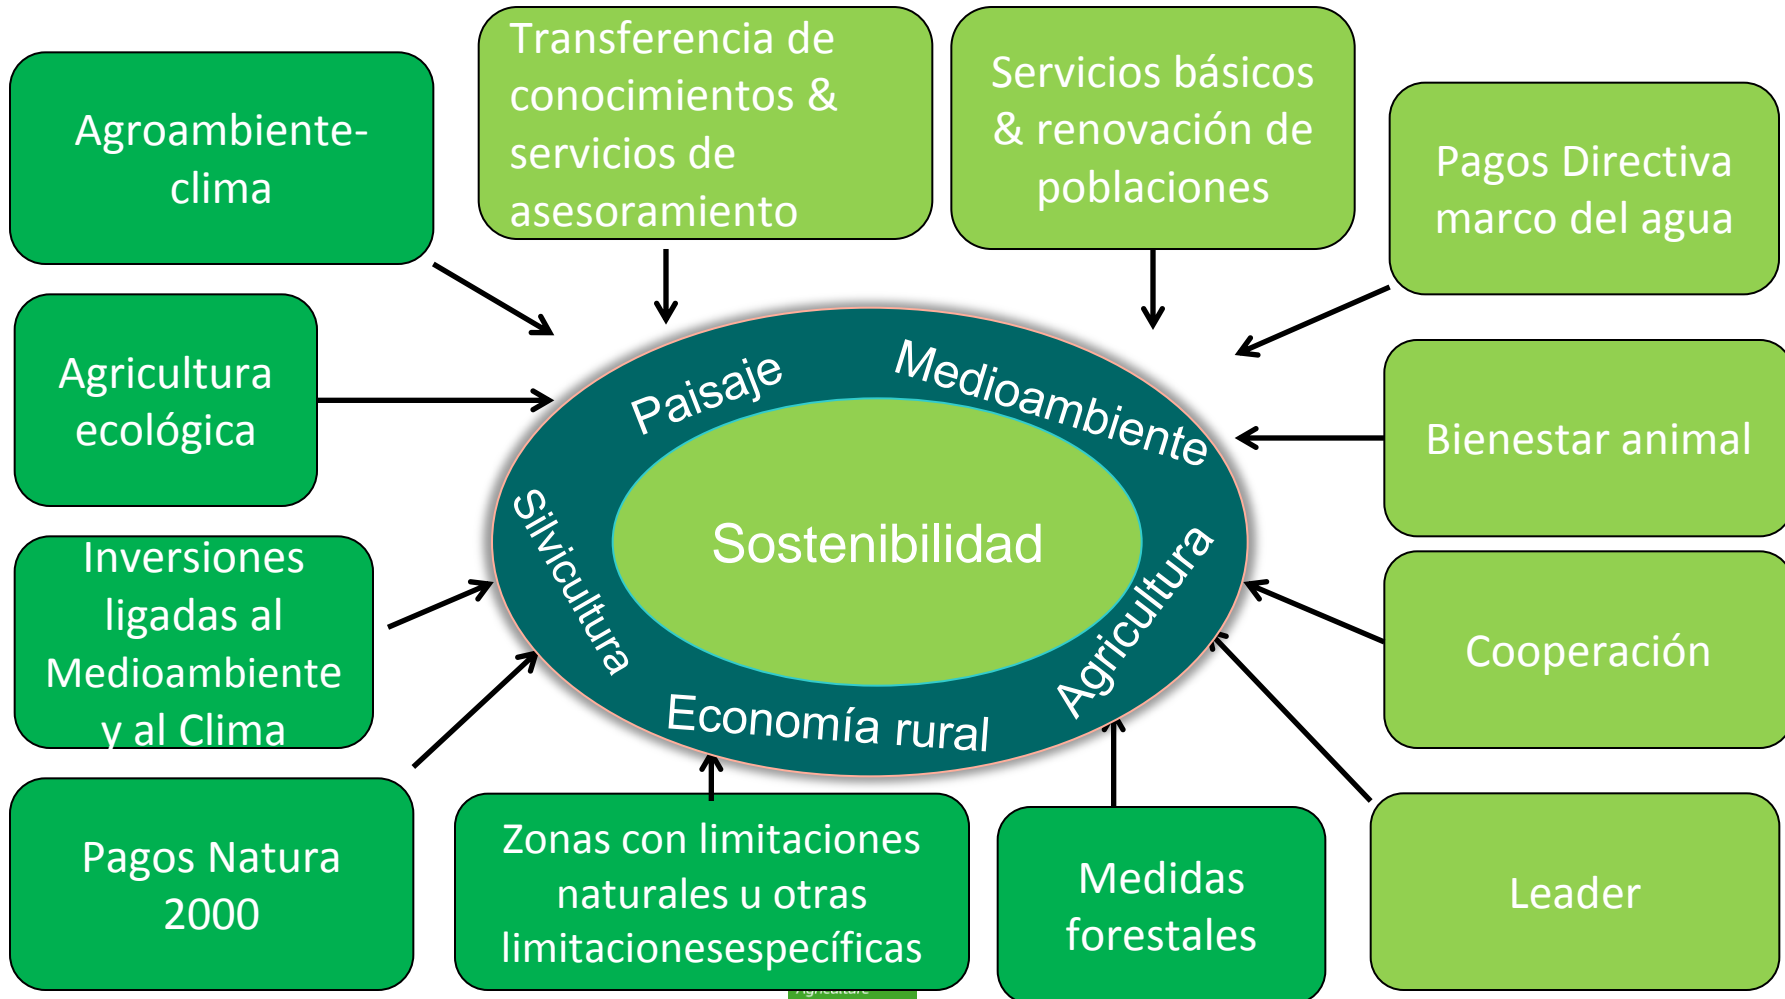 Agroambiente-
clima
Transferencia de
conocimientos &
servicios de
asesoramiento
Servicios básicos
& renovación de
poblaciones
Pagos Directiva
marco del agua
Agricultura
ecológica
Paisaje
Medioambiente
Bienestar animal
Silvicultura
Sostenibilidad
Agricultura
Economía rural
Inversiones
ligadas al
Medioambiente
y al Clima
Cooperación
Pagos Natura
2000
Zonas con limitaciones
naturales u otras
limitacionesespecíficas
Medidas
forestales
Leader
Agriculture